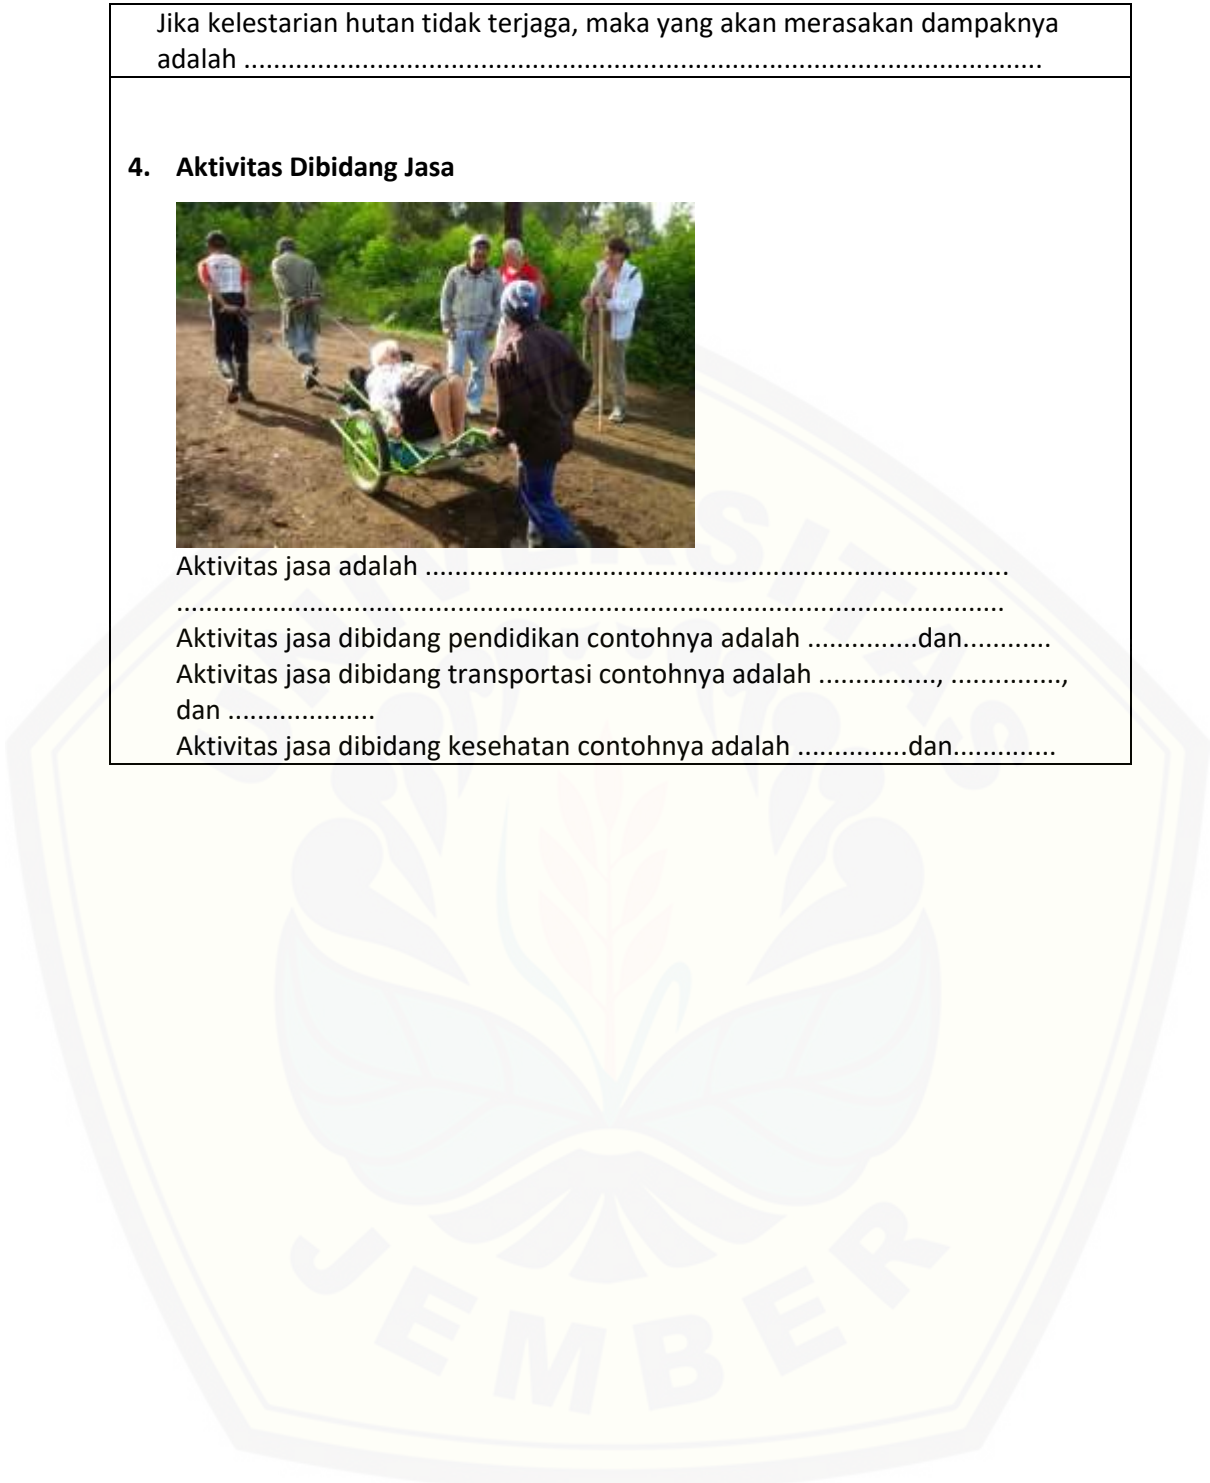 Jika kelestarian hutan tidak terjaga, maka yang akan merasakan dampaknya
adalah ............................................................................................................
4. Aktivitas Dibidang Jasa
Aktivitas jasa adalah ...............................................................................
................................................................................................................
Aktivitas jasa dibidang pendidikan contohnya adalah ...............dan............
Aktivitas jasa dibidang transportasi contohnya adalah ................, ...............,
dan ....................
Aktivitas jasa dibidang kesehatan contohnya adalah ...............dan..............
UNIVERSITAS
JEMBER